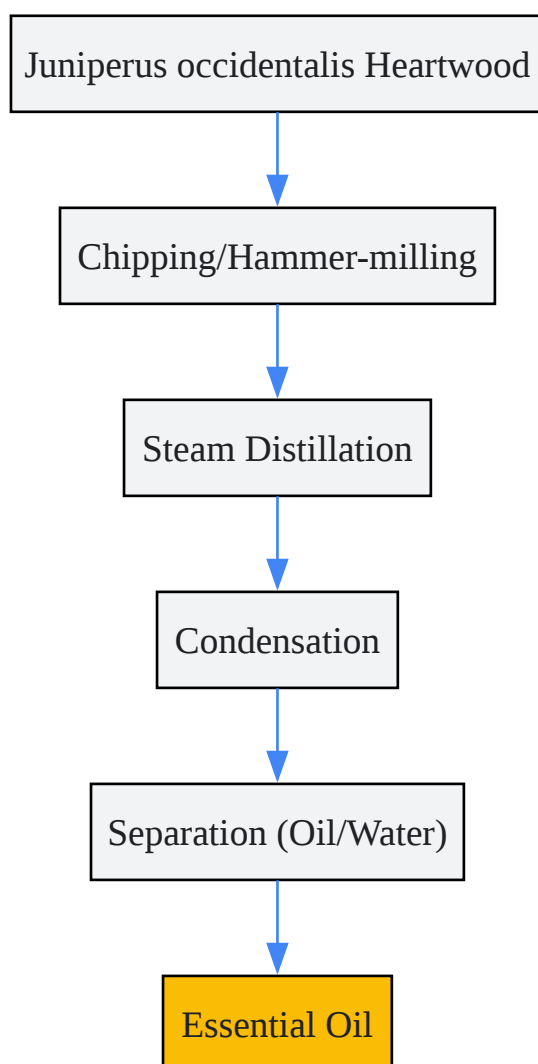 Juniperus occidentalis Heartwood
Chipping/Hammer-milling
Steam Distillation
Condensation
Separation (Oil/Water)
Essential Oil